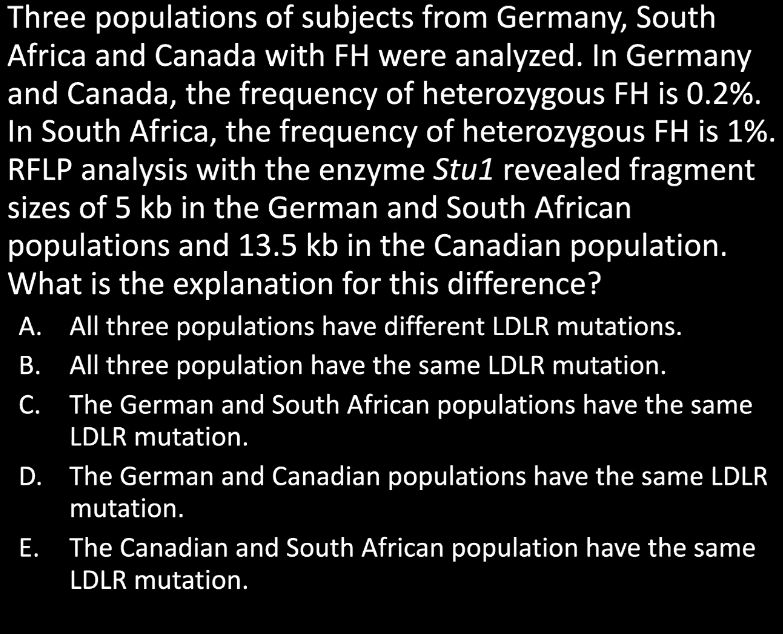 Three populations of subjects from Germany, South
Africa and Canada with FH were analyzed. In Germany
and Canada, the frequency of heterozygous FH is 0.2%.
In South Africa, the frequency of heterozygous FH is 1%.
RFLP analysis with the enzyme Stu1 revealed fragment
sizes of 5 kb in the German and South African
populations and 13.5 kb in the Canadian population.
What is the explanation for this difference?
A. All three populations have different LDLR mutations.
B. All three population have the same LDLR mutation.
C. The German and South African populations have the same
LDLR mutation.
D. The German and Canadian populations have the same LDLR
mutation.
E. The Canadian and South African population have the same
LDLR mutation.